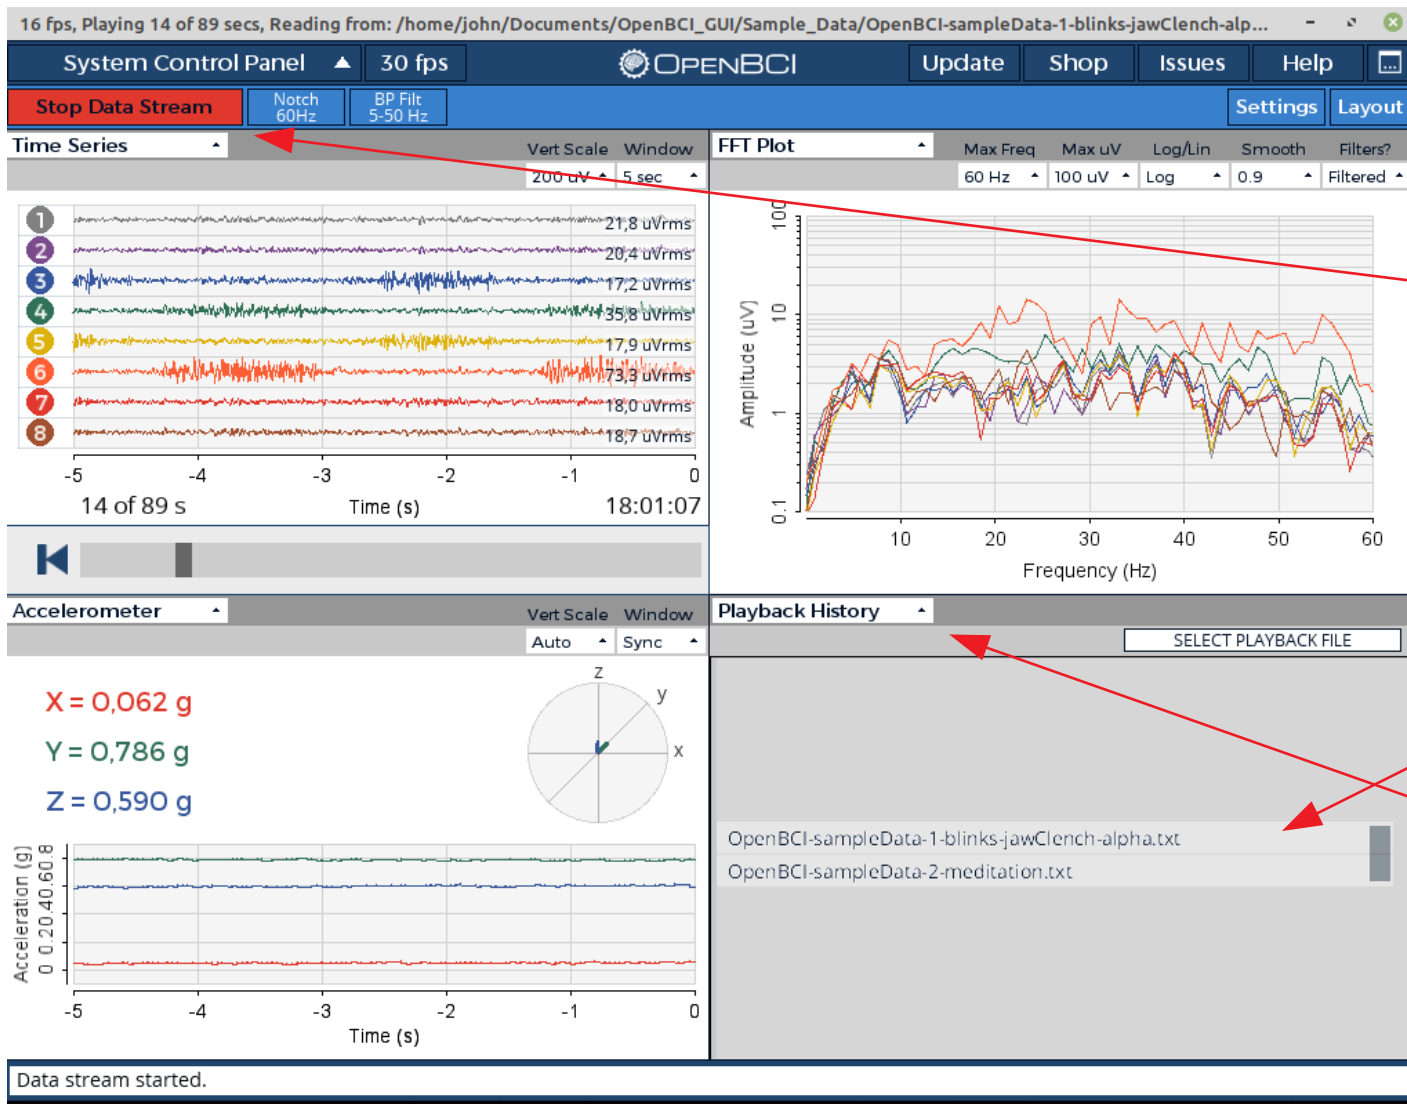 16 fps, Playing 14 of 89 secs, Reading from: /home/john/Documents/OpenBCI_GUI/Sample_Data/OpenBCI-sampleData-1-blinks-jawClench-alp...
System Control Panel 30 fps OPENBCI Update Shop Issues Help
Stop Data Stream Notch 60Hz BP Filt 5-50 Hz Settings Layout
Time Series
Vert Scale Window
200 uV 5 sec
1 21,8 uVrms
2 20,4 uVrms
3 17,2 uVrms
4 35,8 uVrms
5 17,9 uVrms
6 73,3 uVrms
7 18,0 uVrms
8 18,7 uVrms
-5 -4 -3 -2 -1 0
14 of 89 s Time (s) 18:01:07
FFT Plot
Max Freq Max uV Log/Lin Smooth Filters?
60 Hz 100 uV Log 0.9 Filtered
Amplitude (uV)
100
10
1
0.1
10 20 30 40 50 60
Frequency (Hz)
Accelerometer
Vert Scale Window
Auto Sync
X = 0,062 g
Y = 0,786 g
Z = 0,590 g
z
y
x
Acceleration (g)
0 0.20.40.60.8
-5 -4 -3 -2 -1 0
Time (s)
Playback History
SELECT PLAYBACK FILE
OpenBCI-sampleData-1-blinks-jawClench-alpha.txt
OpenBCI-sampleData-2-meditation.txt
Data stream started.